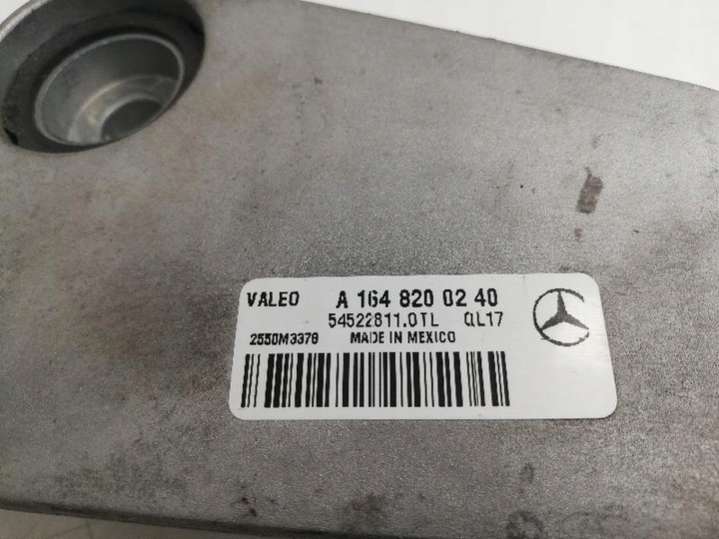 VALEO A 164 820 02 40
54522811.0TL QL17
2550M3378 MADE IN MEXICO